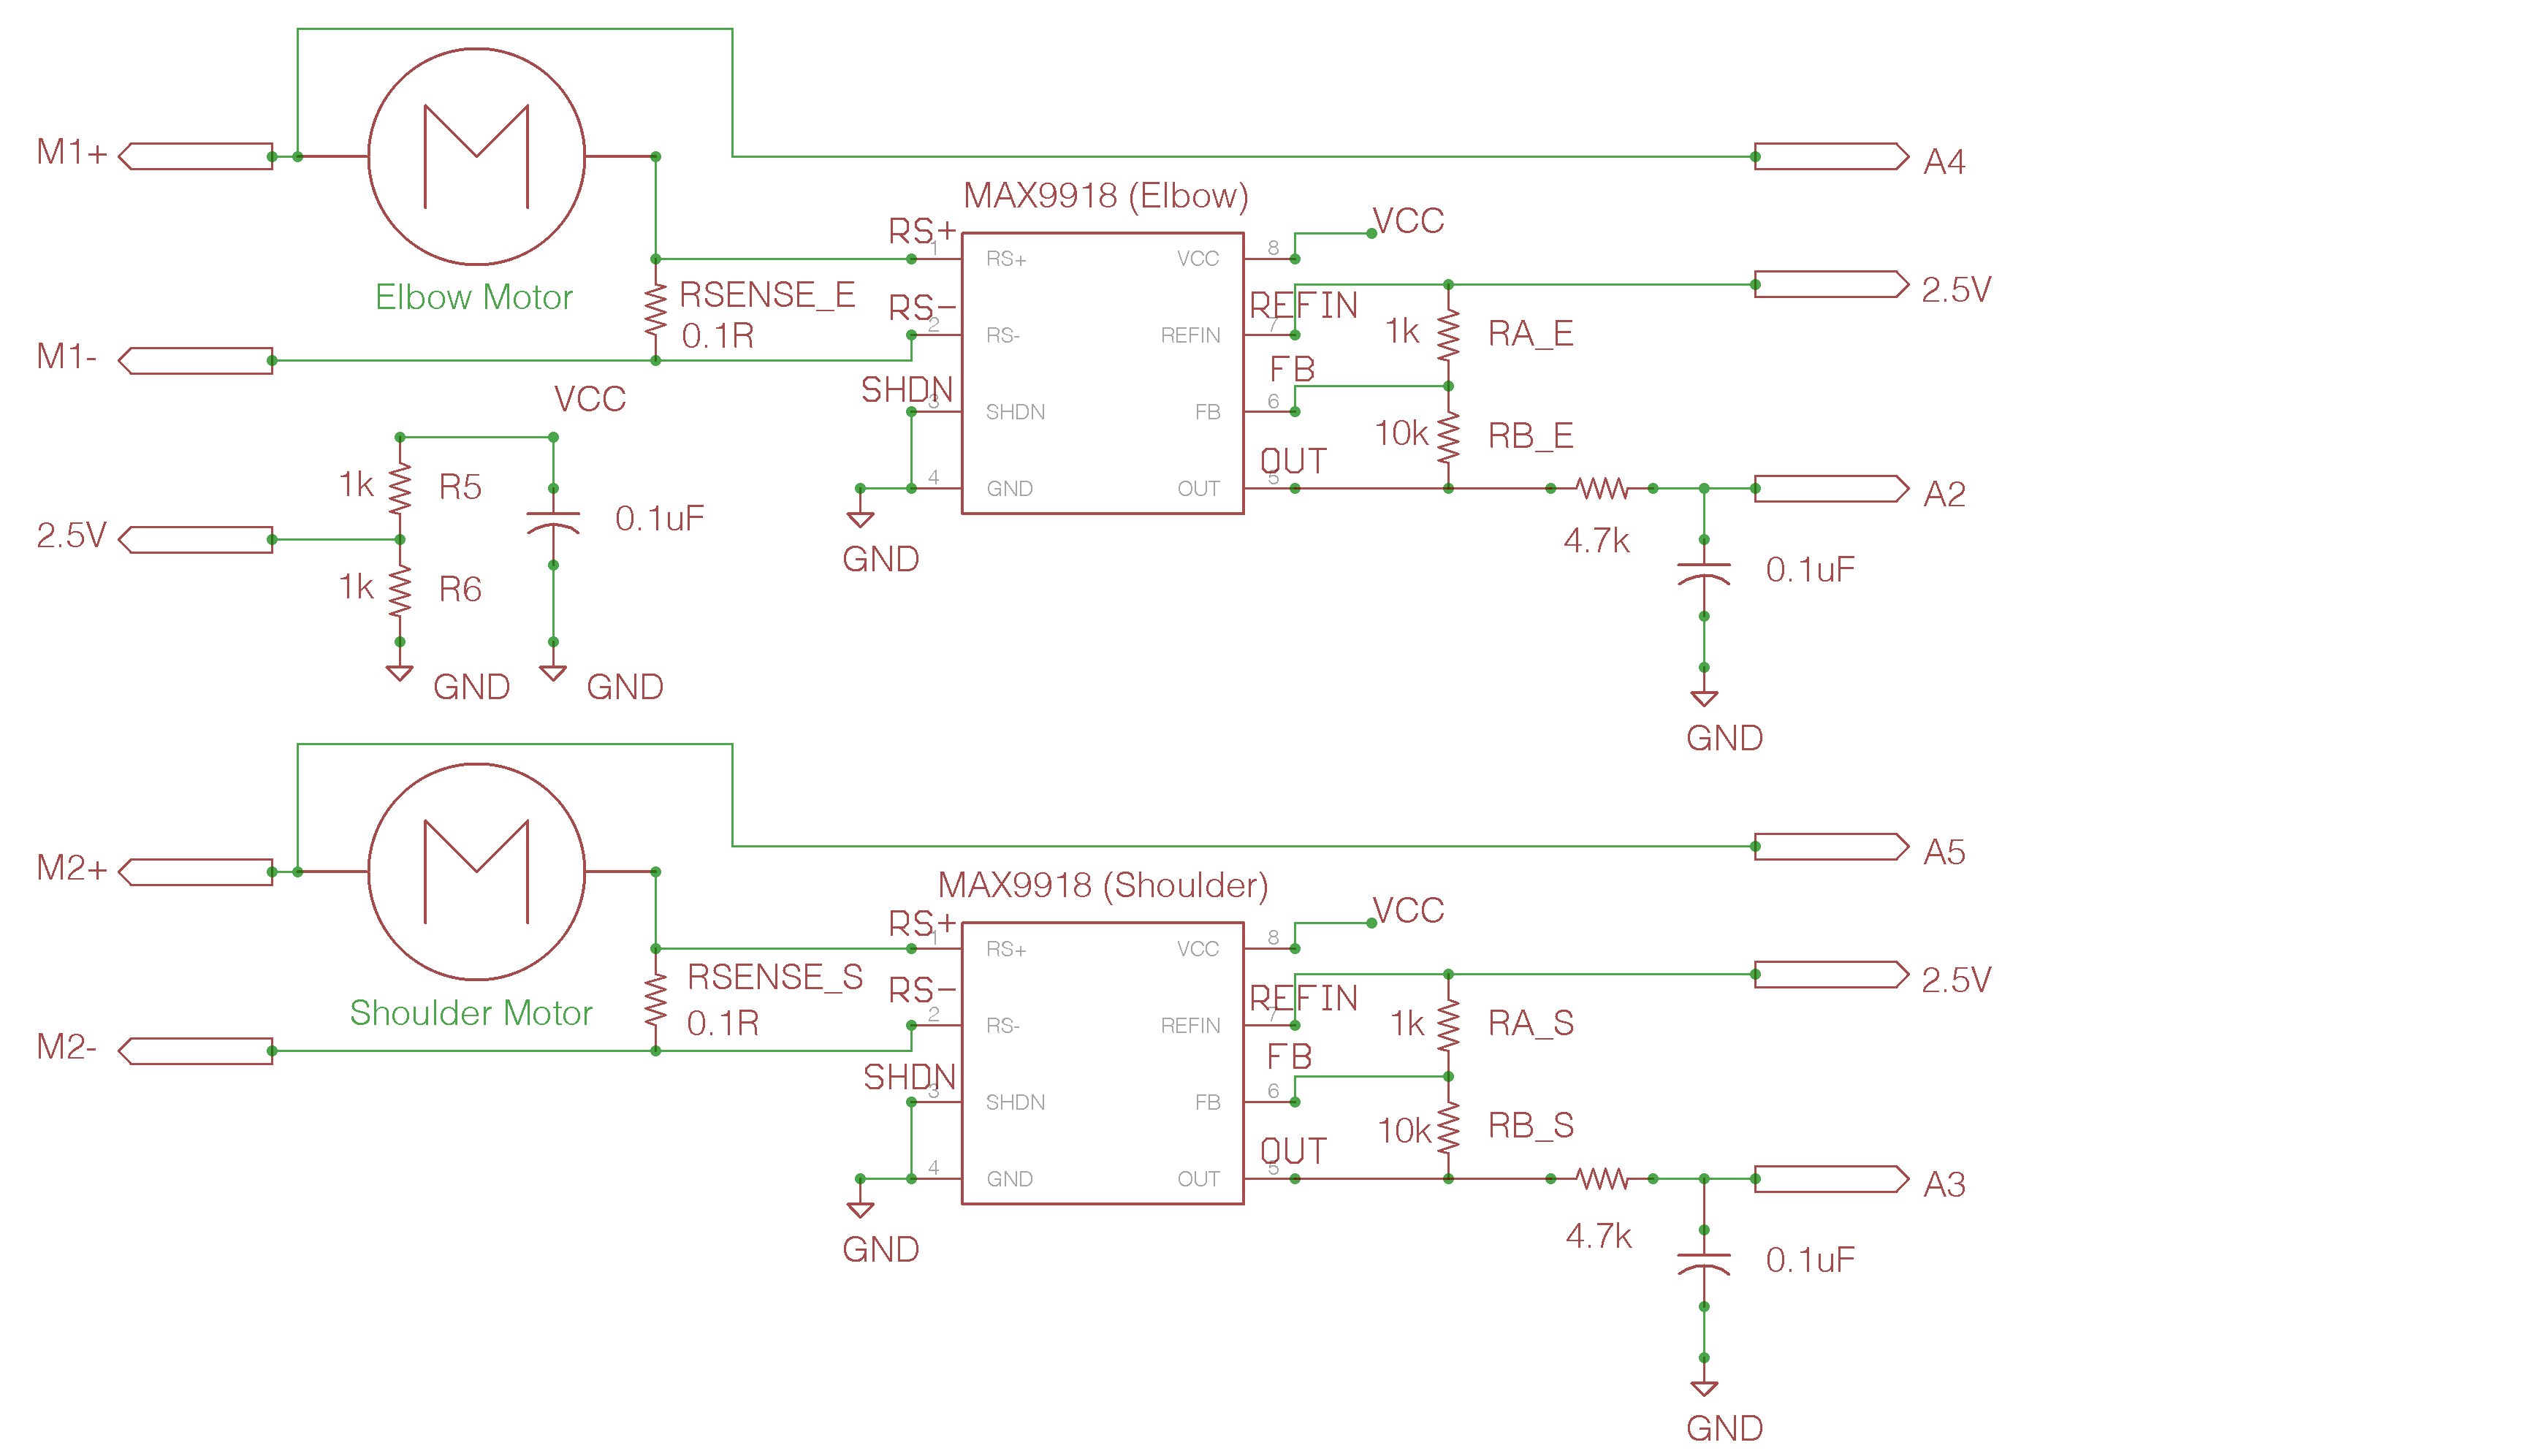 M1+
M
Elbow Motor
M1-
RSENSE_E
0.1R
A4
MAX9918 (Elbow)
RS+
1
RS+
RS-
2
RS-
SHDN
3
SHDN
4
GND
GND
VCC
8
VCC
REFIN
7
REFIN
FB
6
FB
OUT
5
OUT
1k
RA_E
10k
RB_E
2.5V
4.7k
A2
0.1uF
GND
VCC
1k
R5
2.5V
1k
R6
0.1uF
GND
GND
M2+
M
Shoulder Motor
M2-
RSENSE_S
0.1R
A5
MAX9918 (Shoulder)
RS+
1
RS+
RS-
2
RS-
SHDN
3
SHDN
4
GND
GND
VCC
8
VCC
REFIN
7
REFIN
FB
6
FB
OUT
5
OUT
1k
RA_S
10k
RB_S
2.5V
4.7k
A3
0.1uF
GND